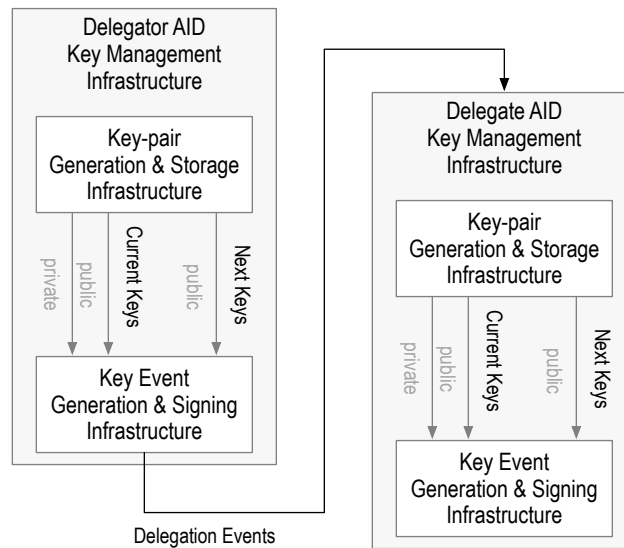 Delegator AID
Key Management
Infrastructure
Key-pair
Generation & Storage
Infrastructure
private
public
Current Keys
public
Next Keys
Key Event
Generation & Signing
Infrastructure
Delegation Events
Delegate AID
Key Management
Infrastructure
Key-pair
Generation & Storage
Infrastructure
private
public
Current Keys
public
Next Keys
Key Event
Generation & Signing
Infrastructure